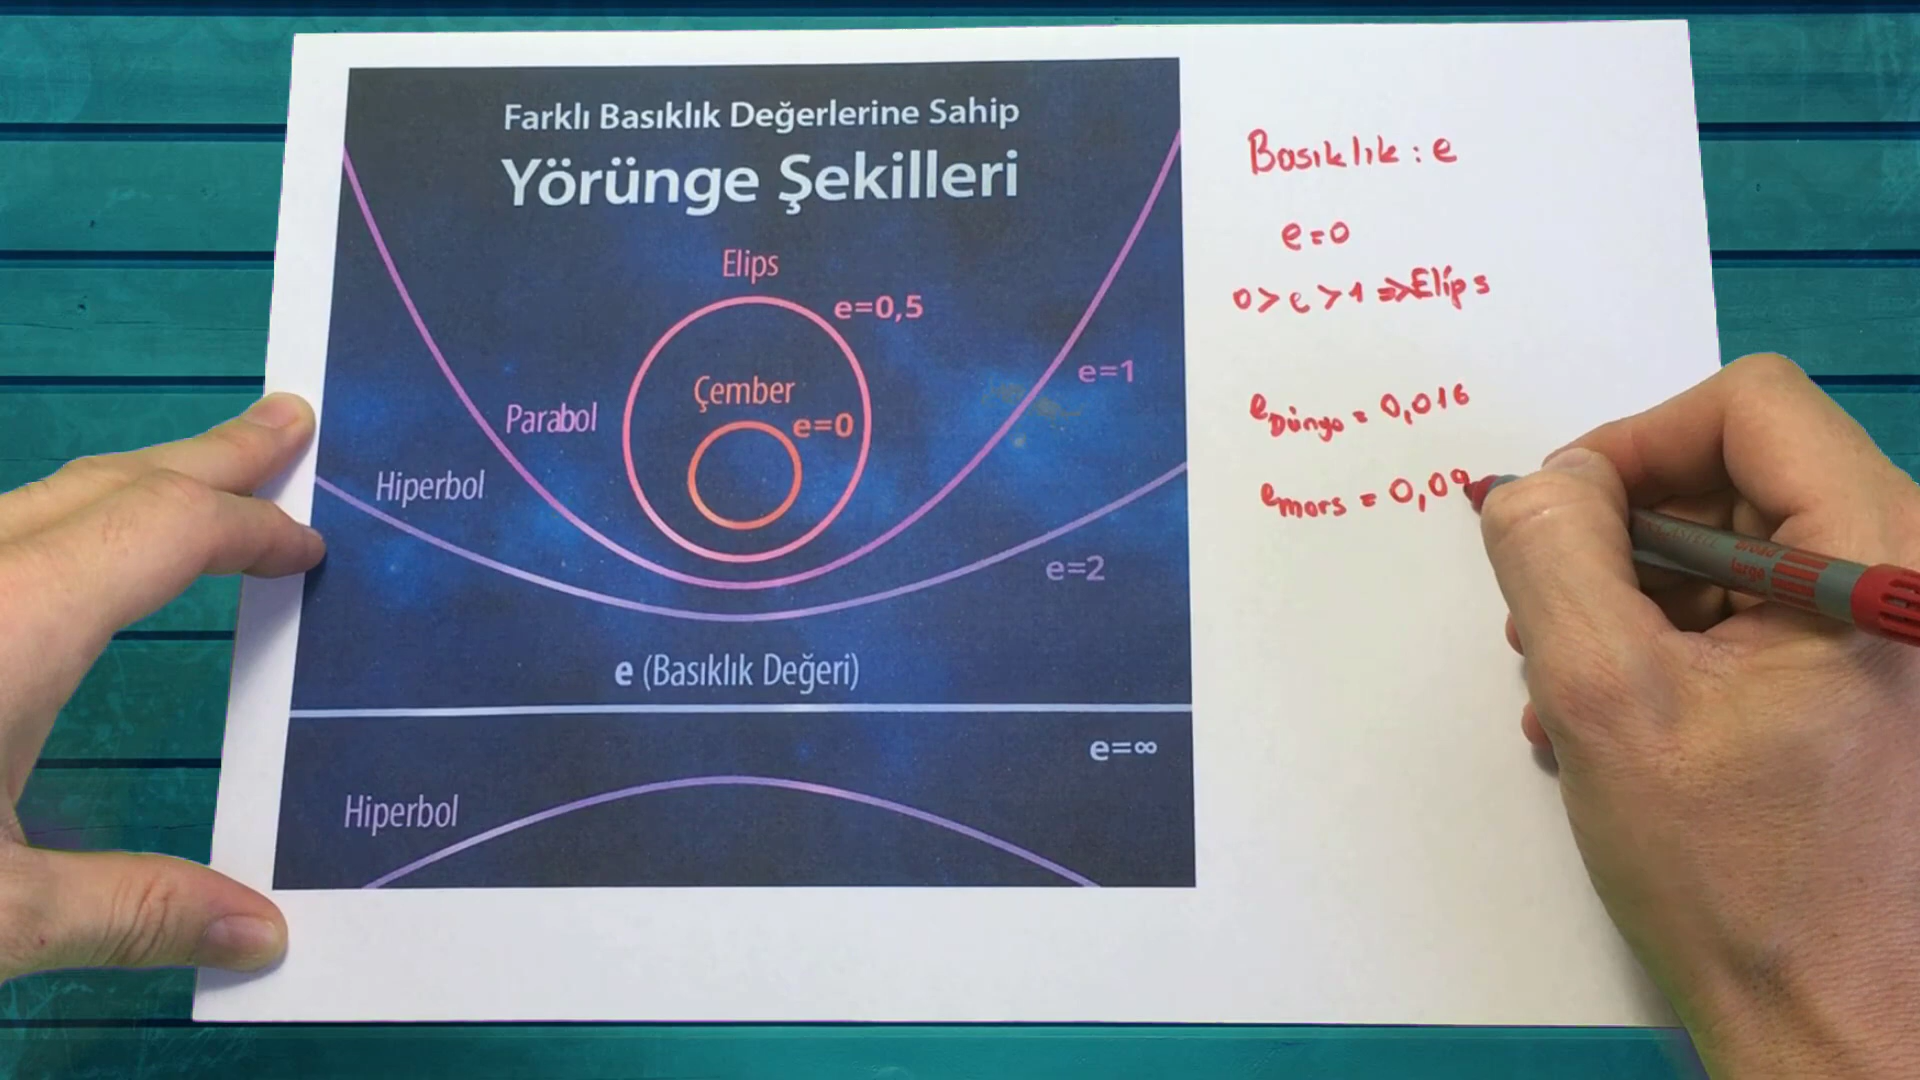 Farklı Basıklık Değerlerine Sahip
Yörünge Şekilleri
Elips
e=0,5
Çember
e=0
Parabol
e=1
Hiperbol
e=2
e (Basıklık Değeri)
e=∞
Hiperbol
Basıklık : e
e=0
0 > e > 1 ⇒ Elips
eDünya = 0,016
emars = 0,09